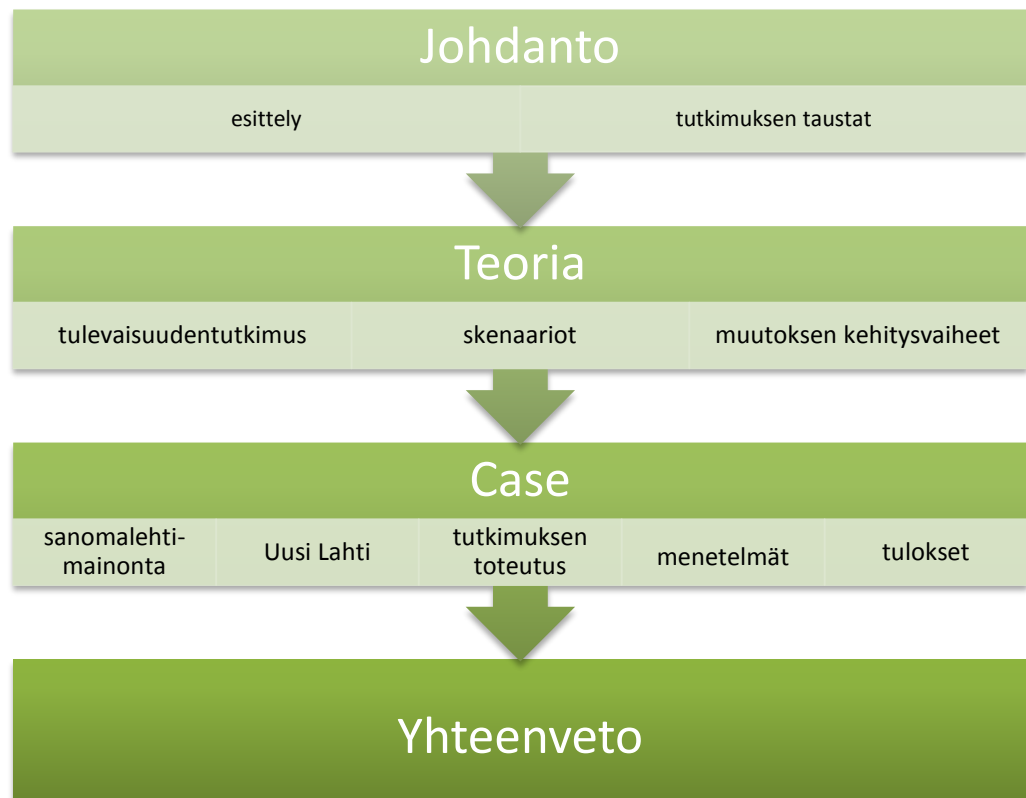 Johdanto
esittely
tutkimuksen taustat
Teoria
tulevaisuudentutkimus
skenaariot
muutoksen kehitysvaiheet
Case
sanomalehti-
mainonta
Uusi Lahti
tutkimuksen
toteutus
menetelmät
tulokset
Yhteenveto